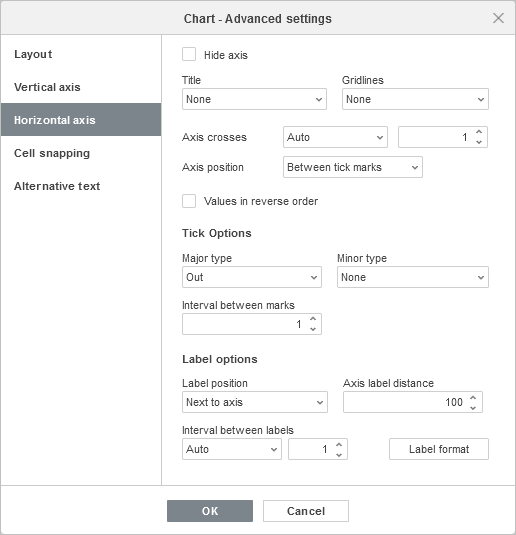 Chart - Advanced settings
Layout
Vertical axis
Horizontal axis
Cell snapping
Alternative text
Hide axis
Title Gridlines
None None
Axis crosses Auto 1
Axis position Between tick marks
Values in reverse order
Tick Options
Major type Minor type
Out None
Interval between marks
1
Label options
Label position Axis label distance
Next to axis 100
Interval between labels
Auto 1 Label format
OK Cancel